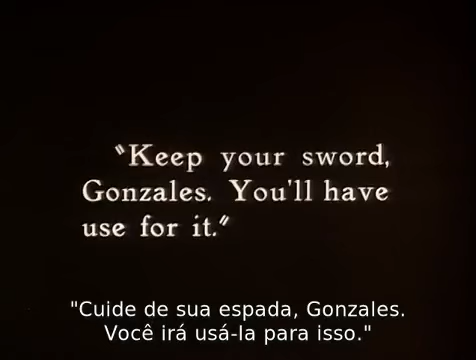 "Keep your sword,
Gonzales. You'll have
use for it."
"Cuide de sua espada, Gonzales.
Você irá usá-la para isso."